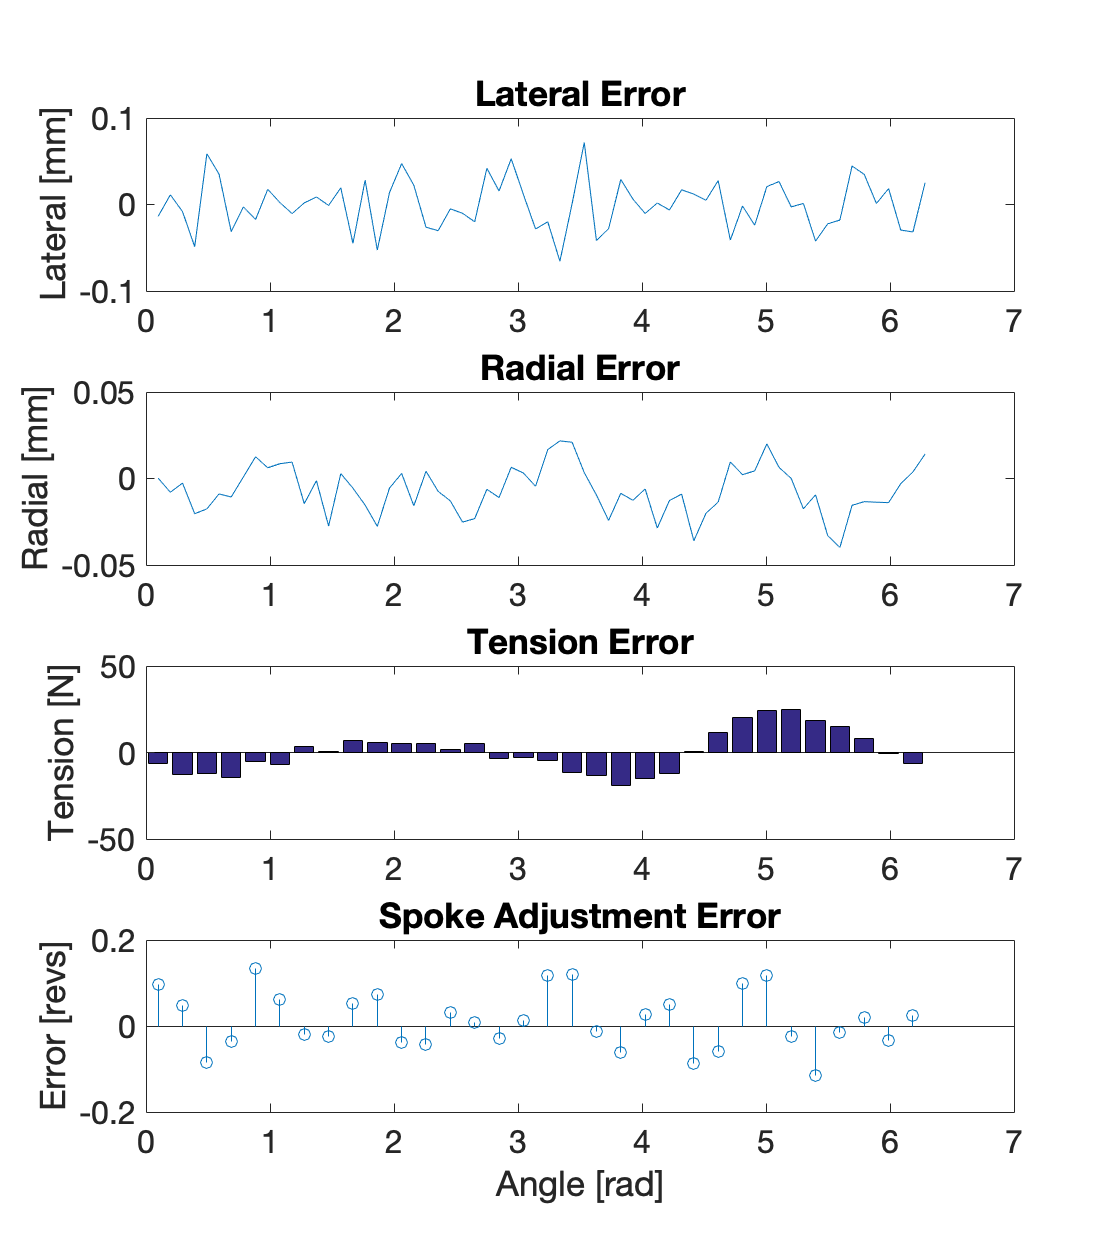 Lateral Error
Lateral [mm]
0.1
0
-0.1
0 1 2 3 4 5 6 7
Radial Error
Radial [mm]
0.05
0
-0.05
0 1 2 3 4 5 6 7
Tension Error
Tension [N]
50
0
-50
0 1 2 3 4 5 6 7
Spoke Adjustment Error
Error [revs]
0.2
0
-0.2
0 1 2 3 4 5 6 7
Angle [rad]